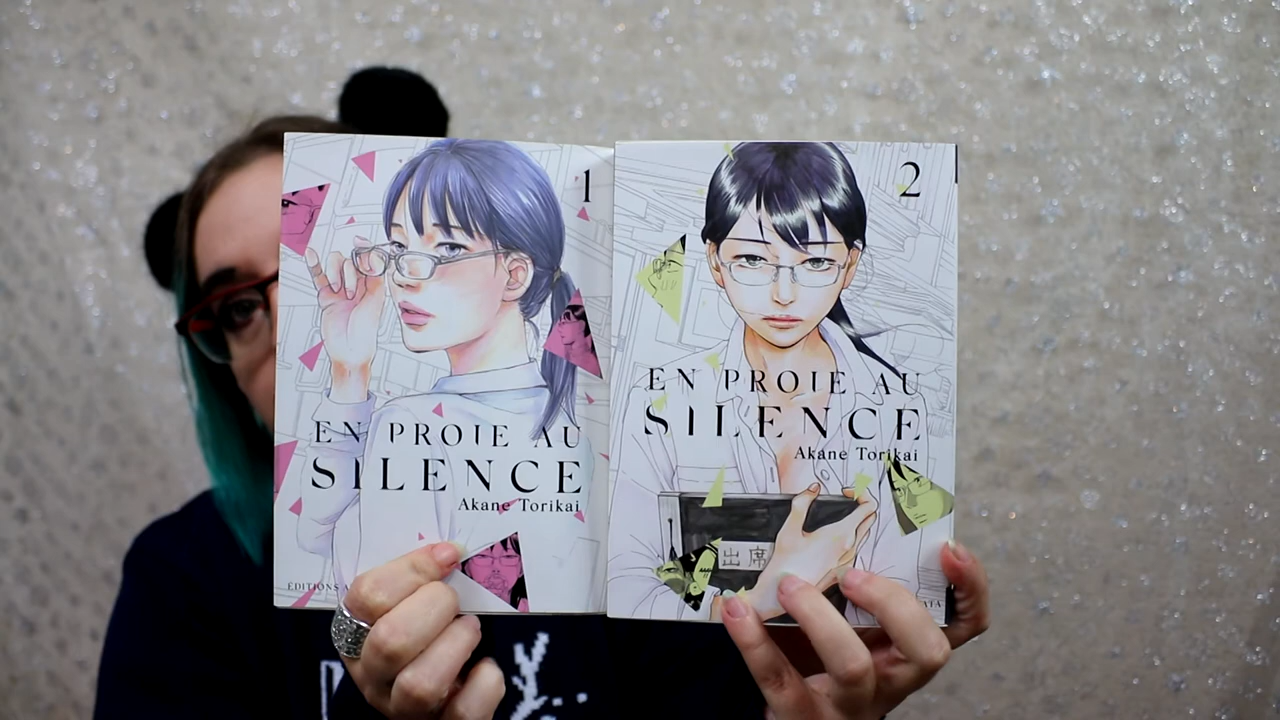 1
EN PROIE AU
SILENCE
Akane Torikai
ÉDITIONS
2
EN PROIE AU
SILENCE
Akane Torikai
出席